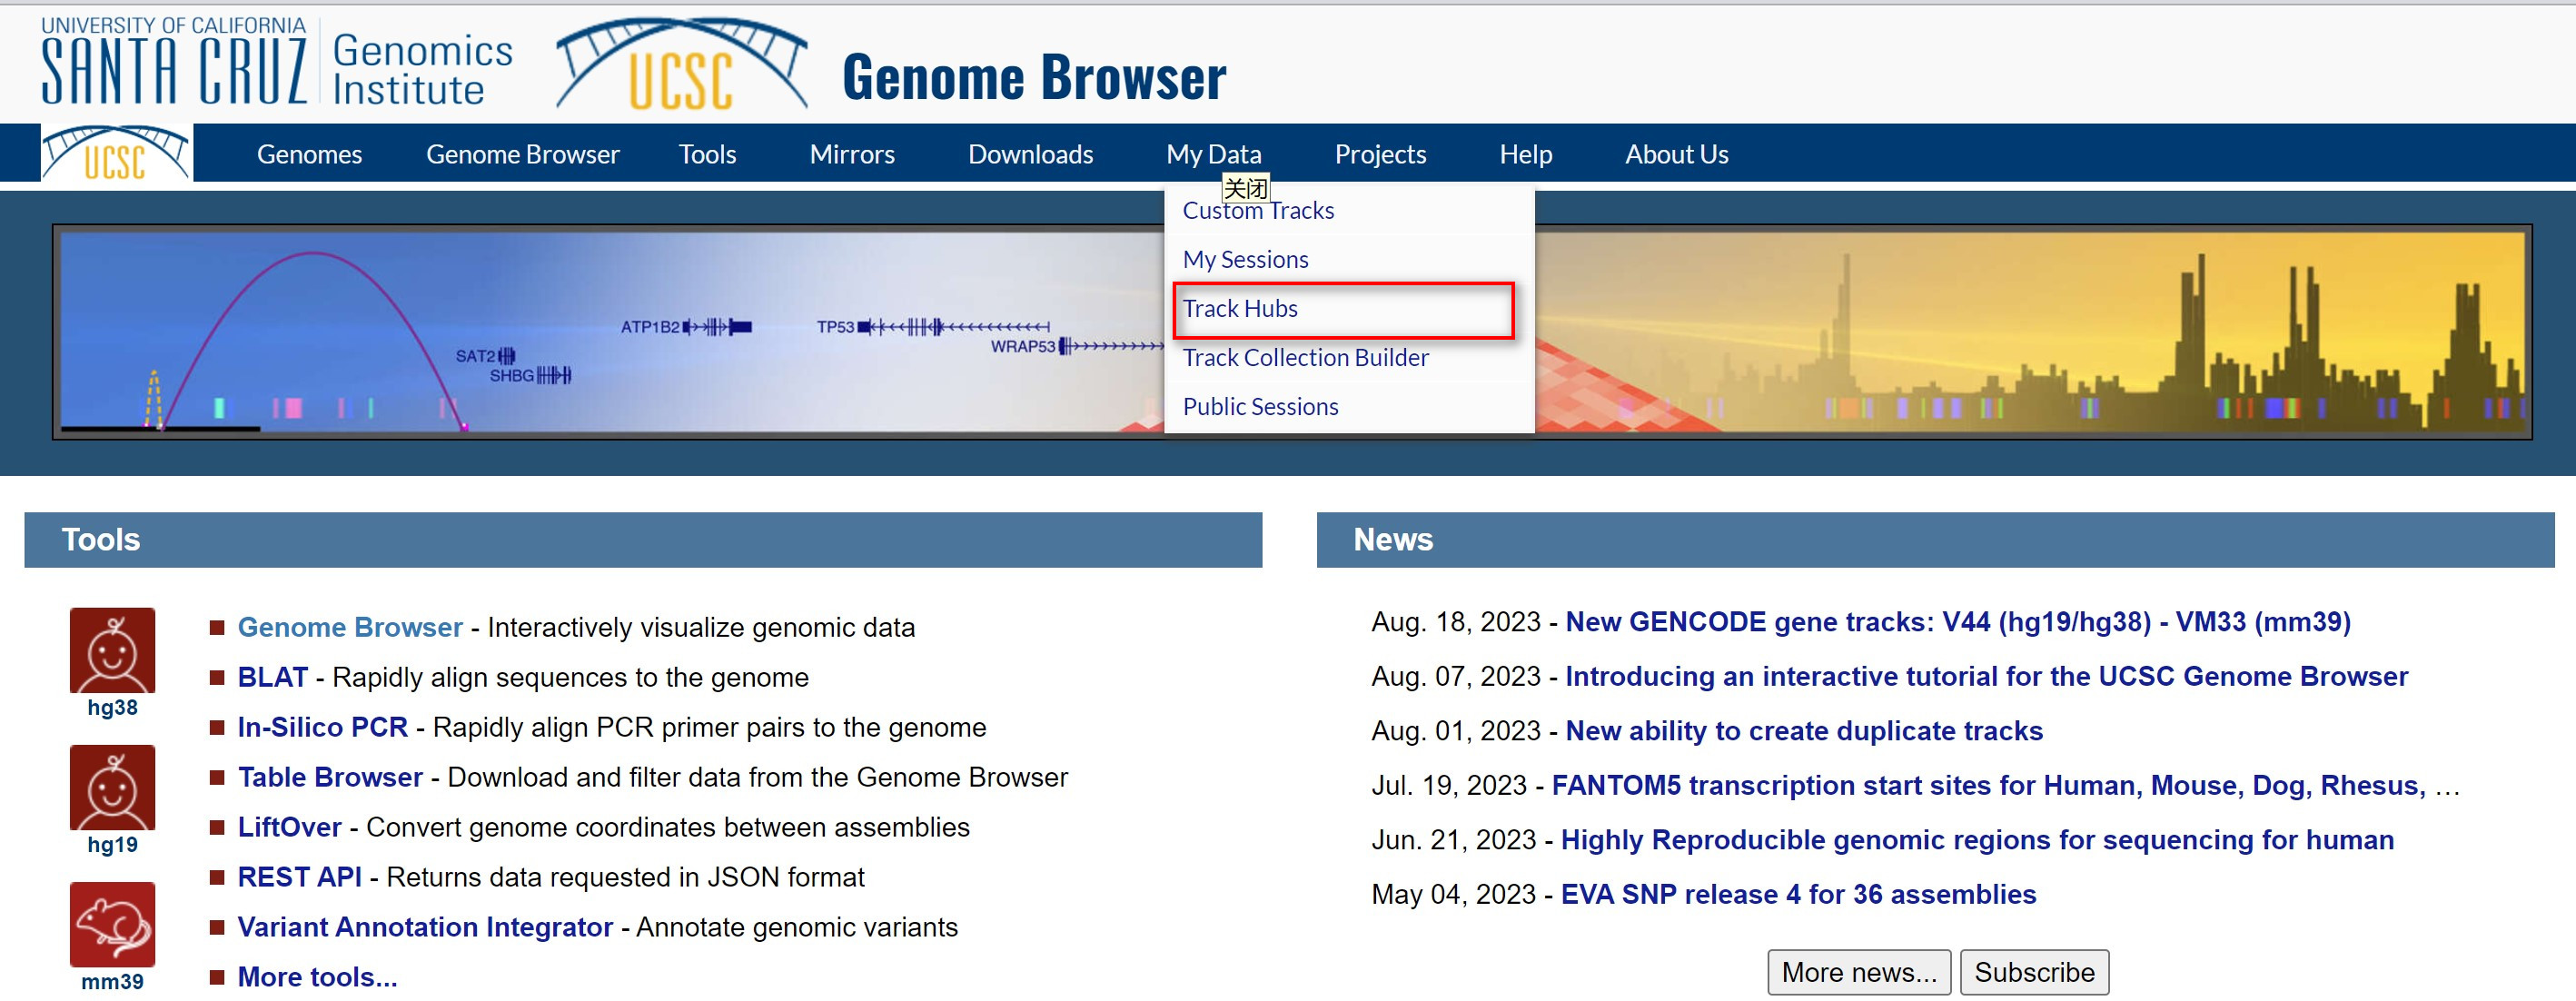 UNIVERSITY OF CALIFORNIA
SANTA CRUZ
Genomics
Institute
UCSC
Genome Browser
UCSC
Genomes
Genome Browser
Tools
Mirrors
Downloads
My Data
Projects
Help
About Us
关闭
Custom Tracks
My Sessions
Track Hubs
Track Collection Builder
Public Sessions
ATP1B2
TP53
WRAP53
SAT2
SHBG
Tools
hg38
hg19
mm39
Genome Browser - Interactively visualize genomic data
BLAT - Rapidly align sequences to the genome
In-Silico PCR - Rapidly align PCR primer pairs to the genome
Table Browser - Download and filter data from the Genome Browser
LiftOver - Convert genome coordinates between assemblies
REST API - Returns data requested in JSON format
Variant Annotation Integrator - Annotate genomic variants
More tools...
News
Aug. 18, 2023 - New GENCODE gene tracks: V44 (hg19/hg38) - VM33 (mm39)
Aug. 07, 2023 - Introducing an interactive tutorial for the UCSC Genome Browser
Aug. 01, 2023 - New ability to create duplicate tracks
Jul. 19, 2023 - FANTOM5 transcription start sites for Human, Mouse, Dog, Rhesus, …
Jun. 21, 2023 - Highly Reproducible genomic regions for sequencing for human
May 04, 2023 - EVA SNP release 4 for 36 assemblies
More news...
Subscribe